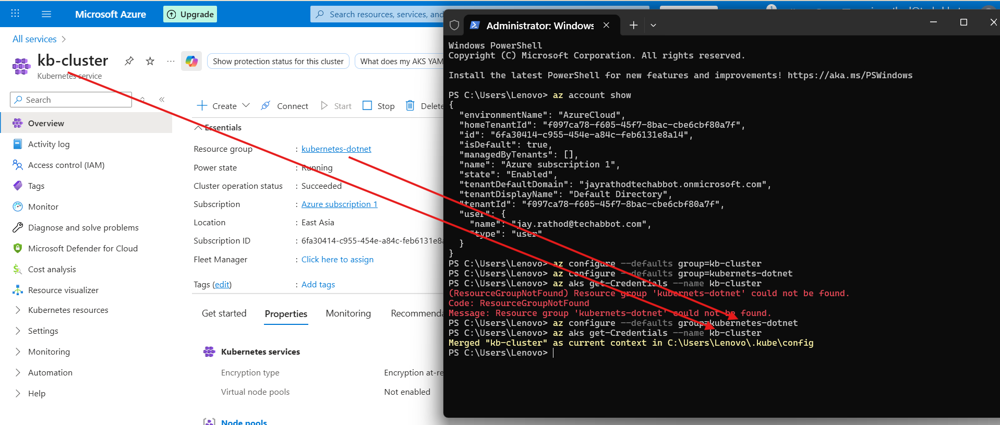 Microsoft Azure
Upgrade
Search resources, services, and
All services
kb-cluster
Kubernetes service
Show protection status for this cluster
What does my AKS YAM
Search
Create
Connect
Start
Stop
Delete
Overview
Activity log
Access control (IAM)
Tags
Monitor
Diagnose and solve problems
Microsoft Defender for Cloud
Cost analysis
Resource visualizer
Kubernetes resources
Settings
Monitoring
Automation
Help
Essentials
Resource group : kubernetes-dotnet
Power state : Running
Cluster operation status : Succeeded
Subscription : Azure subscription 1
Location : East Asia
Subscription ID : 6fa30414-c955-454e-a84c-feb6131e8a
Fleet Manager : Click here to assign
Tags (edit) : Add tags
Get started
Properties
Monitoring
Recommenda
Kubernetes services
Encryption type
Encryption at-re
Virtual node pools
Not enabled
Node pools
Administrator: Windows
Windows PowerShell
Copyright (C) Microsoft Corporation. All rights reserved.
Install the latest PowerShell for new features and improvements! https://aka.ms/PSWindows
PS C:\Users\Lenovo> az account show
{
"environmentName": "AzureCloud",
"homeTenantId": "f097ca78-f605-45f7-8bac-cbe6cbf80a7f",
"id": "6fa30414-c955-454e-a84c-feb6131e8a14",
"isDefault": true,
"managedByTenants": [],
"name": "Azure subscription 1",
"state": "Enabled",
"tenantDefaultDomain": "jayrathodtechabbot.onmicrosoft.com",
"tenantDisplayName": "Default Directory",
"tenantId": "f097ca78-f605-45f7-8bac-cbe6cbf80a7f",
"user": {
"name": "jay.rathod@techabbot.com",
"type": "user"
}
}
PS C:\Users\Lenovo> az configure --defaults group=kb-cluster
PS C:\Users\Lenovo> az configure --defaults group=kubernets-dotnet
PS C:\Users\Lenovo> az aks get-Credentials --name kb-cluster
(ResourceGroupNotFound) Resource group 'kubernets-dotnet' could not be found.
Code: ResourceGroupNotFound
Message: Resource group 'kubernets-dotnet' could not be found.
PS C:\Users\Lenovo> az configure --defaults group=kubernetes-dotnet
PS C:\Users\Lenovo> az aks get-Credentials --name kb-cluster
Merged "kb-cluster" as current context in C:\Users\Lenovo\.kube\config
PS C:\Users\Lenovo>